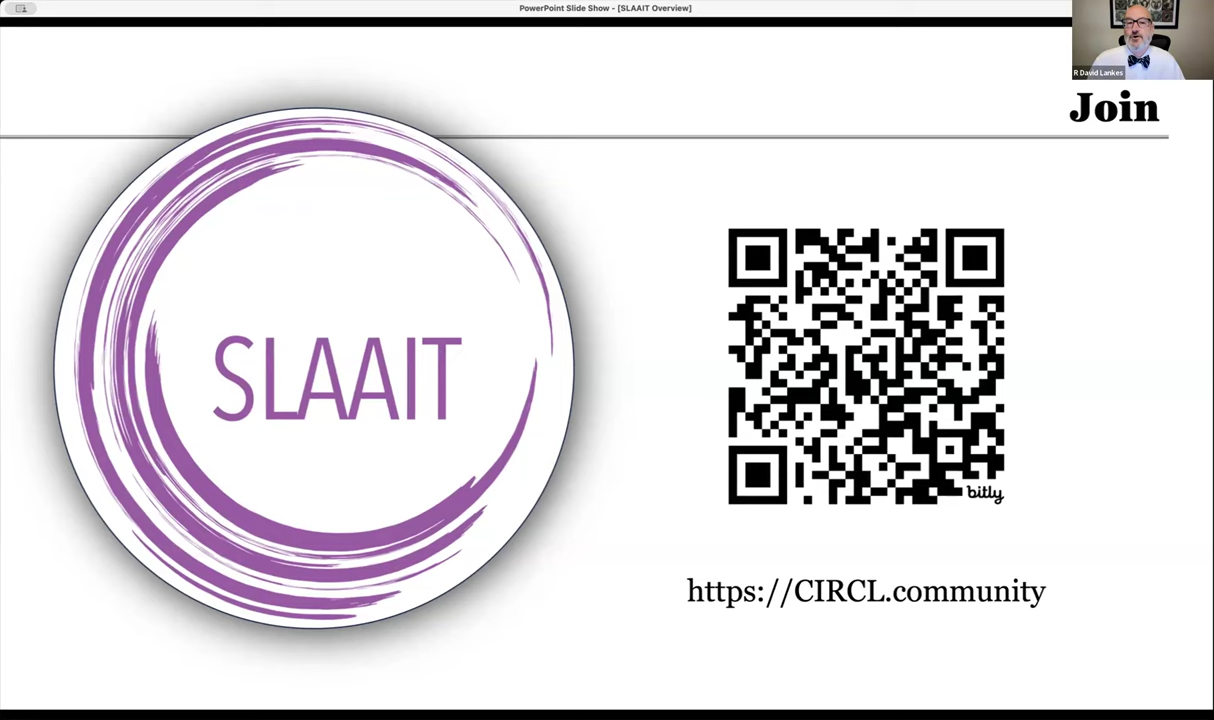 PowerPoint Slide Show - [SLAAIT Overview]
R David Lankes
Join
SLAAIT
bitly
https://CIRCL.community